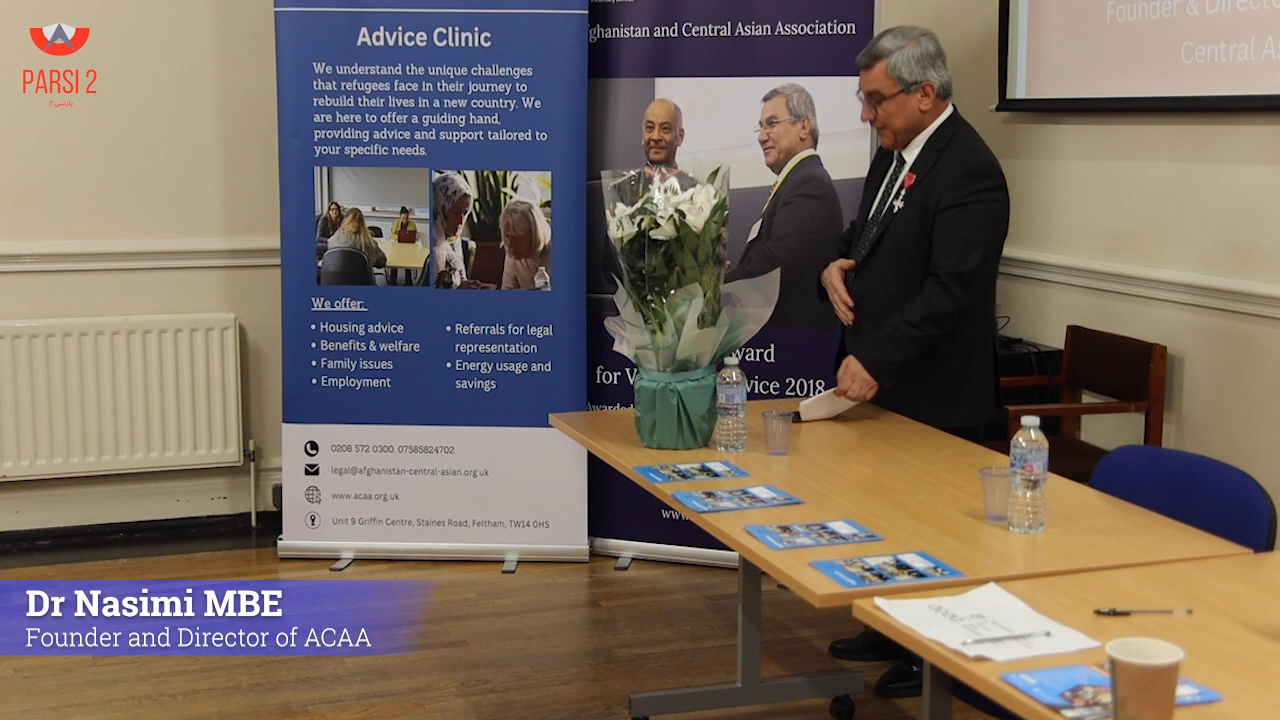 PARSI 2
پارسی ۲
Advice Clinic
We understand the unique challenges
that refugees face in their journey to
rebuild their lives in a new country. We
are here to offer a guiding hand,
providing advice and support tailored to
your specific needs.
We offer:
• Housing advice
• Benefits & welfare
• Family issues
• Employment
• Referrals for legal
representation
• Energy usage and
savings
0208 572 0300, 07585824702
legal@afghanistan-central-asian.org.uk
www.acaa.org.uk
Unit 9 Griffin Centre, Staines Road, Feltham, TW14 0HS
ghanistan and Central Asian Association
ward
for V vice 2018
Awarded
www.
Founder & Directo
Central As
Dr Nasimi MBE
Founder and Director of ACAA